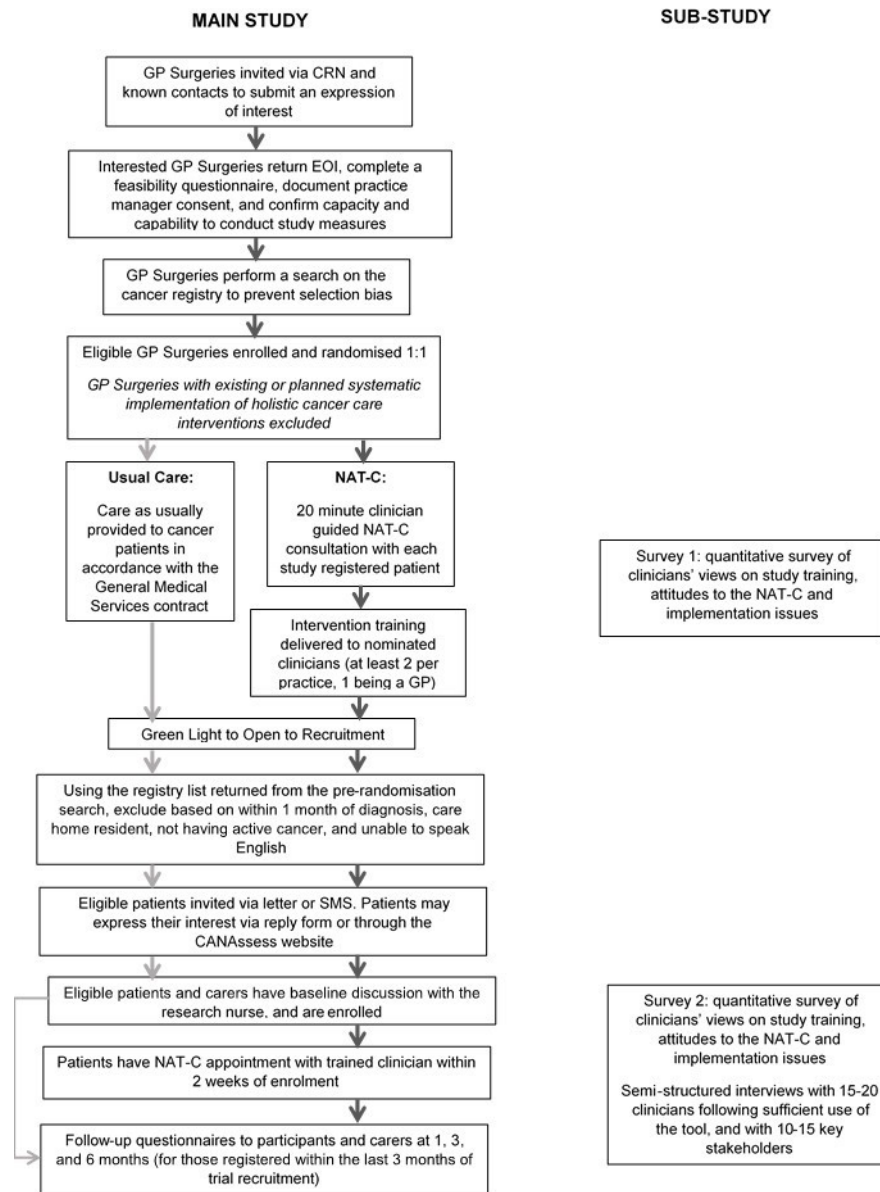 MAIN STUDY
SUB-STUDY
GP Surgeries invited via CRN and
known contacts to submit an expression
of interest
Interested GP Surgeries return EOI, complete a
feasibility questionnaire, document practice
manager consent, and confirm capacity and
capability to conduct study measures
GP Surgeries perform a search on the
cancer registry to prevent selection bias
Eligible GP Surgeries enrolled and randomised 1:1
GP Surgeries with existing or planned systematic
implementation of holistic cancer care
interventions excluded
Usual Care:
Care as usually
provided to cancer
patients in
accordance with the
General Medical
Services contract
NAT-C:
20 minute clinician
guided NAT-C
consultation with each
study registered patient
Intervention training
delivered to nominated
clinicians (at least 2 per
practice, 1 being a GP)
Survey 1: quantitative survey of
clinicians' views on study training,
attitudes to the NAT-C and
implementation issues
Green Light to Open to Recruitment
Using the registry list returned from the pre-randomisation
search, exclude based on within 1 month of diagnosis, care
home resident, not having active cancer, and unable to speak
English
Eligible patients invited via letter or SMS. Patients may
express their interest via reply form or through the
CANAssess website
Eligible patients and carers have baseline discussion with the
research nurse, and are enrolled
Patients have NAT-C appointment with trained clinician within
2 weeks of enrolment
Follow-up questionnaires to participants and carers at 1, 3,
and 6 months (for those registered within the last 3 months of
trial recruitment)
Survey 2: quantitative survey of
clinicians' views on study training,
attitudes to the NAT-C and
implementation issues
Semi-structured interviews with 15-20
clinicians following sufficient use of
the tool, and with 10-15 key
stakeholders